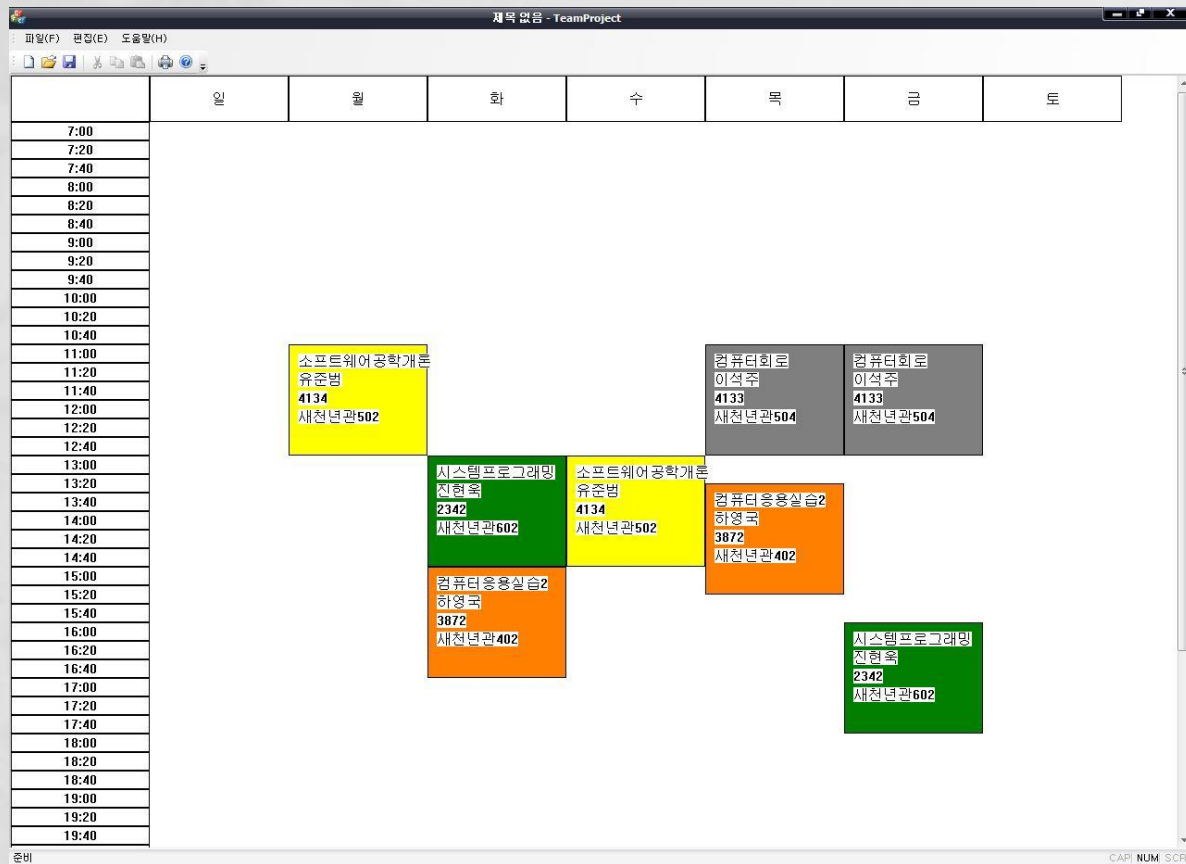 제목 없음 - TeamProject
파일(F) 편집(E) 도움말(H)
일 월 화 수 목 금 토
7:00
7:20
7:40
8:00
8:20
8:40
9:00
9:20
9:40
10:00
10:20
10:40
11:00
11:20
11:40
12:00
12:20
12:40
13:00
13:20
13:40
14:00
14:20
14:40
15:00
15:20
15:40
16:00
16:20
16:40
17:00
17:20
17:40
18:00
18:20
18:40
19:00
19:20
19:40
소프트웨어공학개론
유준범
4134
새천년관502
컴퓨터회로
이석주
4133
새천년관504
컴퓨터회로
이석주
4133
새천년관504
시스템프로그래밍
진현욱
2342
새천년관602
소프트웨어공학개론
유준범
4134
새천년관502
컴퓨터응용실습2
하영국
3872
새천년관402
컴퓨터응용실습2
하영국
3872
새천년관402
시스템프로그래밍
진현욱
2342
새천년관602
준비
CAP NUM